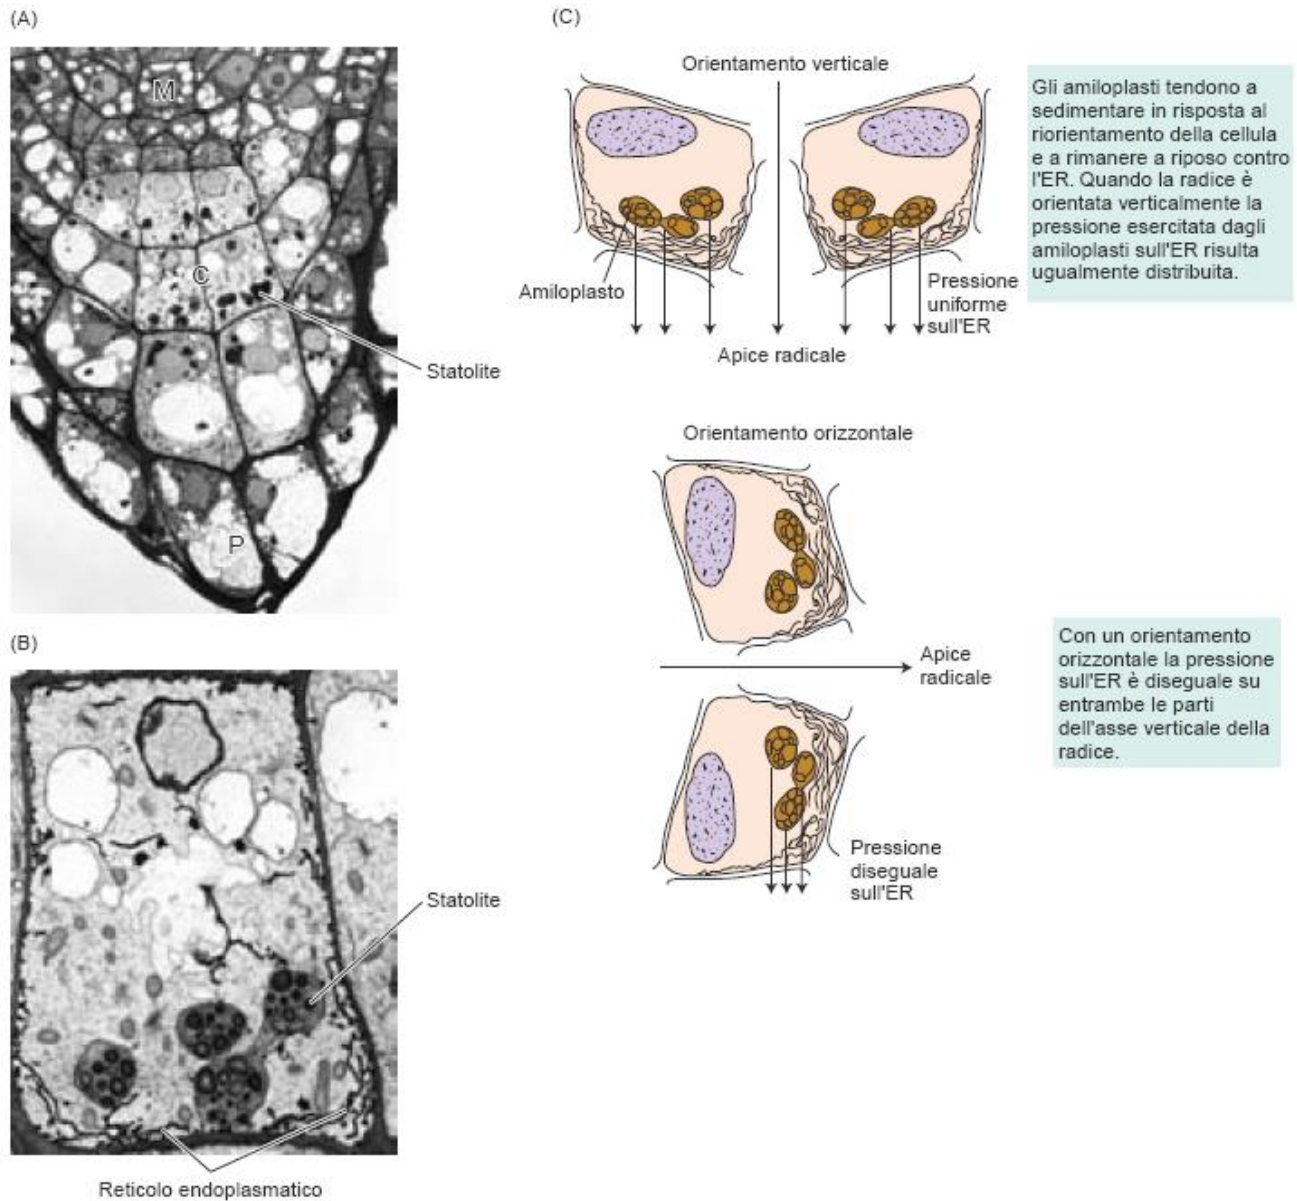 (A)
M
C
Statolite
P
(B)
Statolite
Reticolo endoplasmatico
(C)
Orientamento verticale
Amiloplasto
Pressione
uniforme
sull'ER
Apice radicale
Gli amiloplasti tendono a
sedimentare in risposta al
riorientamento della cellula
e a rimanere a riposo contro
l'ER. Quando la radice è
orientata verticalmente la
pressione esercitata dagli
amiloplasti sull'ER risulta
ugualmente distribuita.
Orientamento orizzontale
Apice
radicale
Pressione
diseguale
sull'ER
Con un orientamento
orizzontale la pressione
sull'ER è diseguale su
entrambe le parti
dell'asse verticale della
radice.